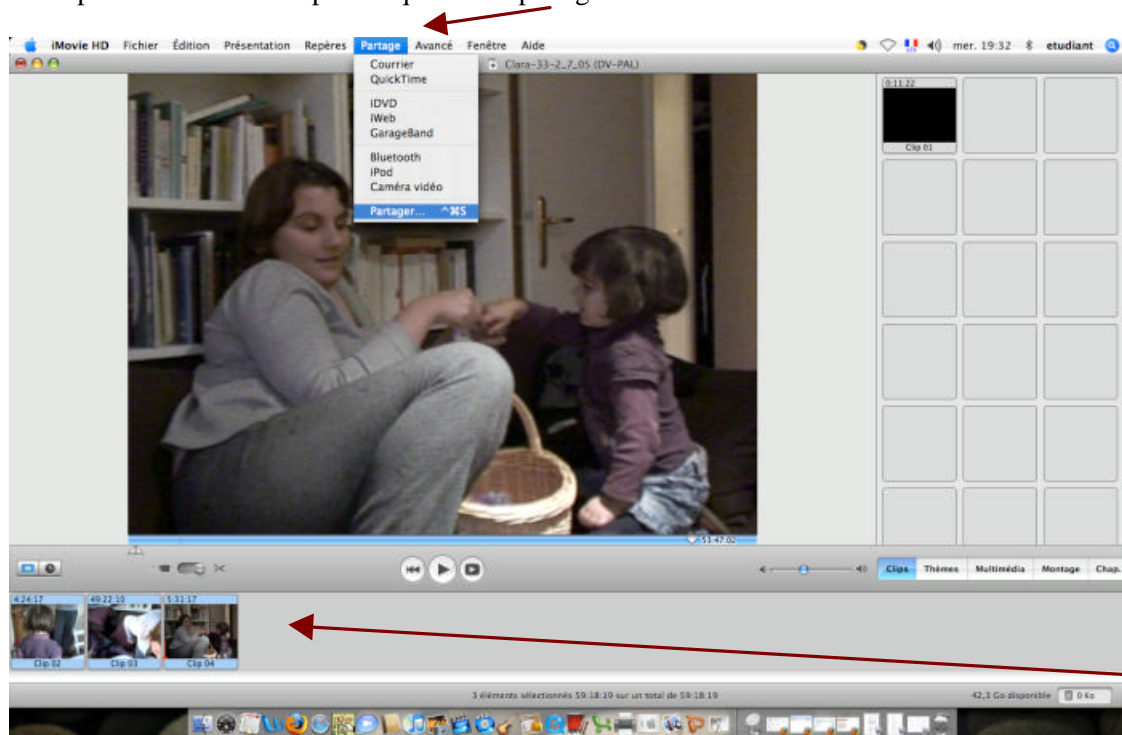 iMovie HD Fichier Édition Présentation Repères Partage Avancé Fenêtre Aide mer. 19:32 etudiant
Clara-33-2_7_05 (DV-PAL)
Courrier
QuickTime
iDVD
iWeb
GarageBand
Bluetooth
iPod
Caméra vidéo
Partager... ^⌘S
0:11:22
Clip 01
53:47:02
Clips Thèmes Multimédia Montage Chap.
4:24:17 49:22:10 5:31:17
Clip 02 Clip 03 Clip 04
3 éléments sélectionnés 59:18:19 sur un total de 59:18:19 42,3 Go disponible 0 Ko